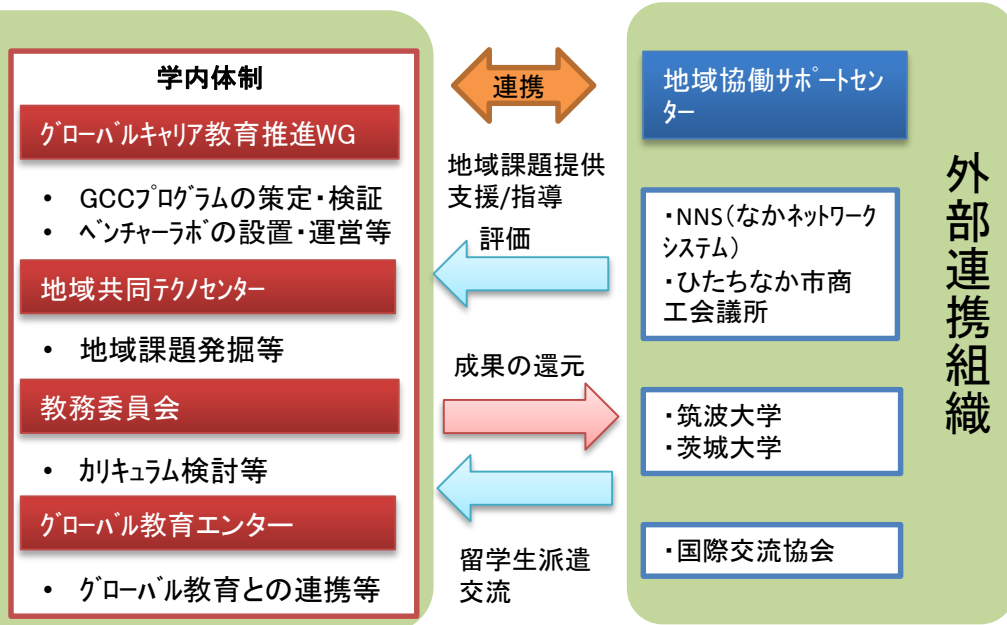 学内体制
グローバルキャリア教育推進WG
• GCCプログラムの策定・検証
• ベンチャーラボの設置・運営等
地域共同テクノセンター
• 地域課題発掘等
教務委員会
• カリキュラム検討等
グローバル教育エンター
• グローバル教育との連携等
連携
地域課題提供
支援/指導
評価
成果の還元
留学生派遣
交流
地域協働サポートセン
ター
・NNS(なかネットワーク
システム)
・ひたちなか市商
工会議所
・筑波大学
・茨城大学
・国際交流協会
外部連携組織